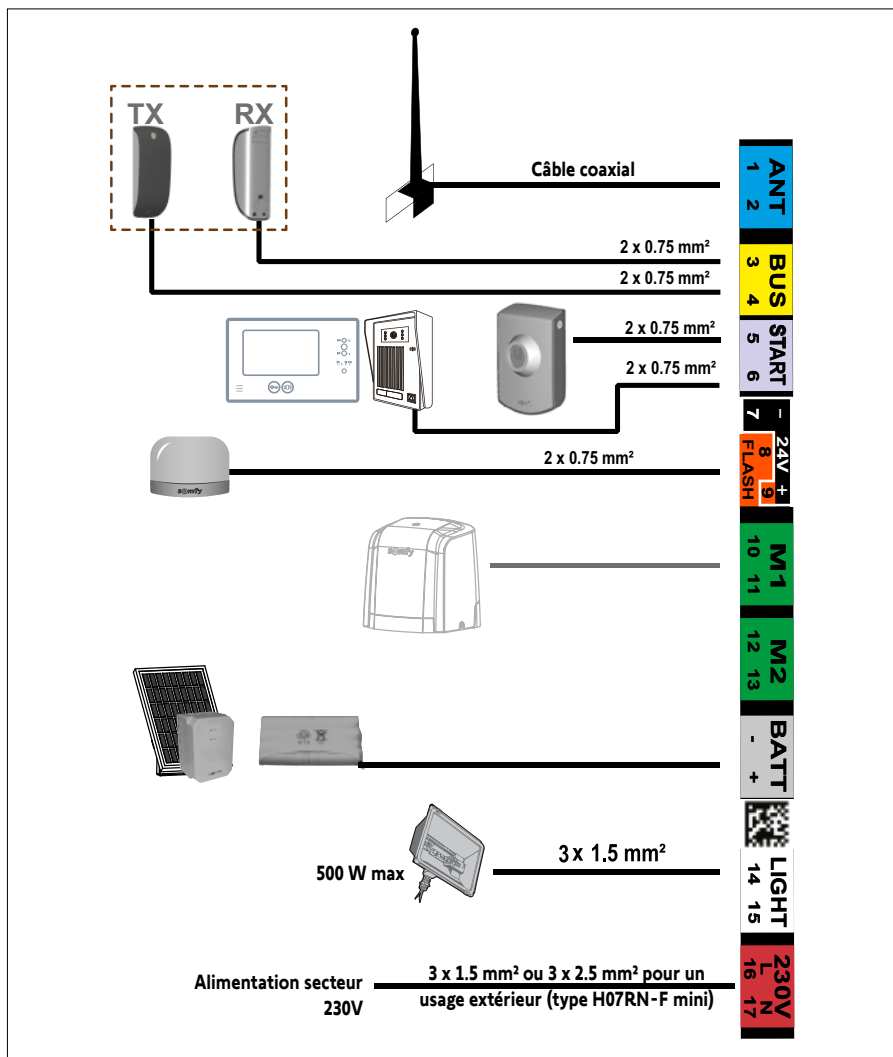 TX RX
Câble coaxial
ANT
1 2
2 x 0.75 mm²
2 x 0.75 mm²
BUS
3 4
2 x 0.75 mm²
2 x 0.75 mm²
START
5 6
2 x 0.75 mm²
- 24V +
7 8 9
FLASH
somfy
somfy
M1
10 11
M2
12 13
BATT
- +
500 W max
3 x 1.5 mm²
LIGHT
14 15
Alimentation secteur
230V
3 x 1.5 mm² ou 3 x 2.5 mm² pour un
usage extérieur (type H07RN-F mini)
230V
L N
16 17